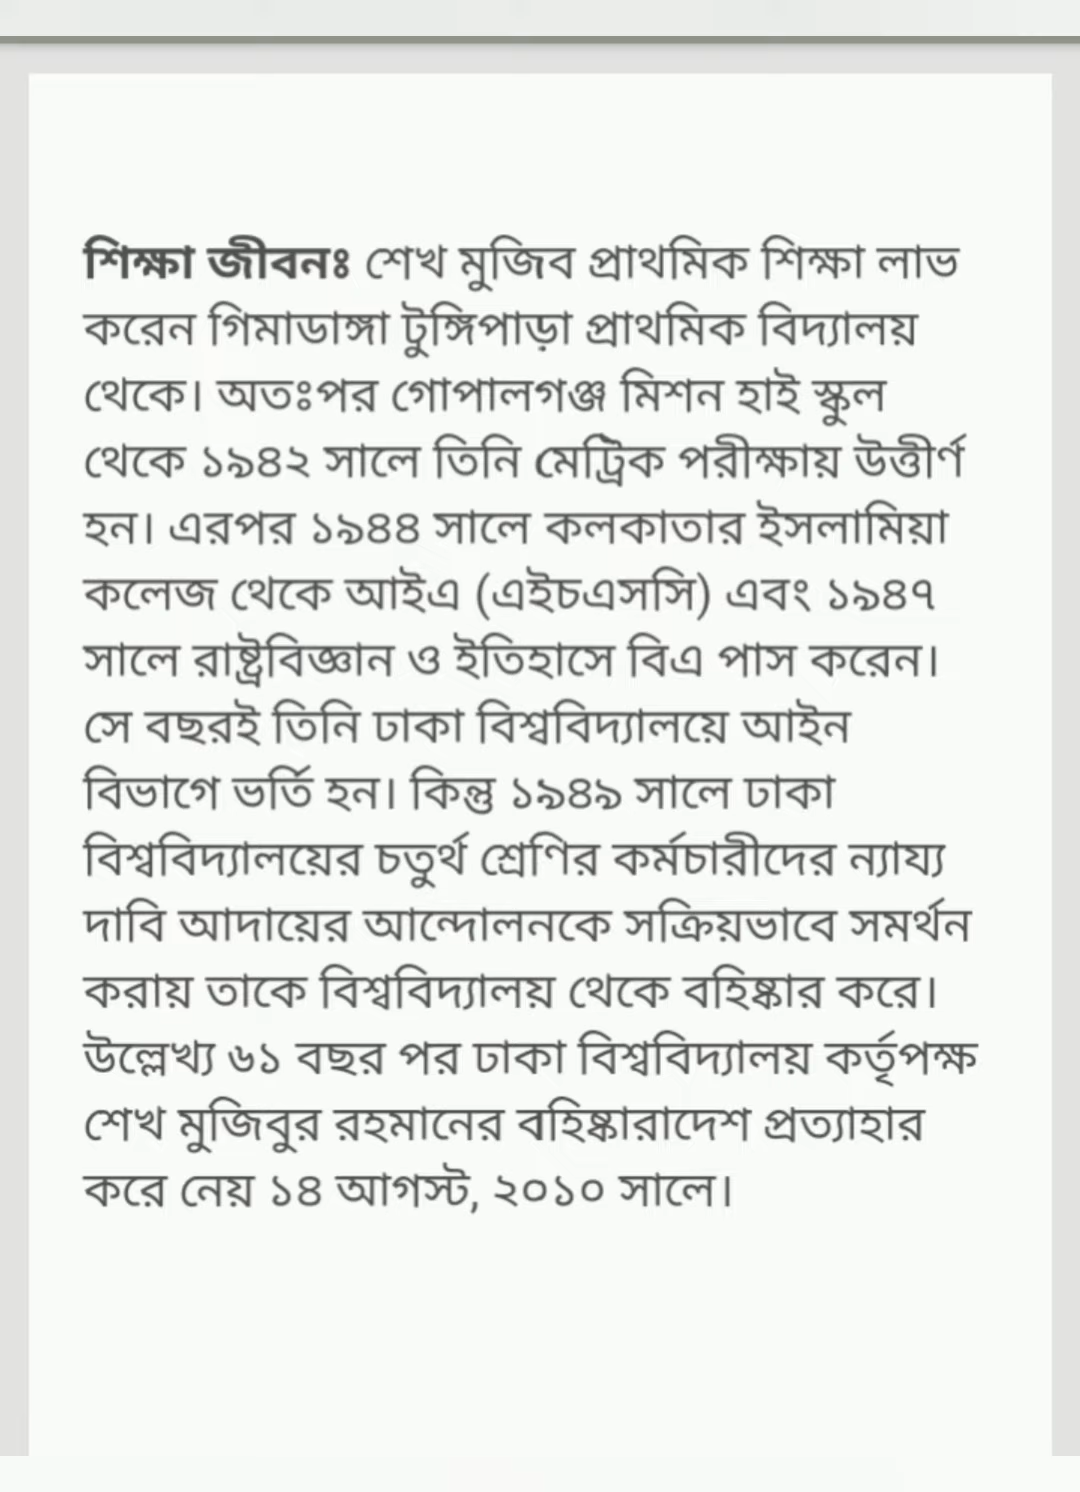 শিক্ষা জীবনঃ শেখ মুজিব প্রাথমিক শিক্ষা লাভ
করেন গিমাডাঙ্গা টুঙ্গিপাড়া প্রাথমিক বিদ্যালয়
থেকে। অতঃপর গোপালগঞ্জ মিশন হাই স্কুল
থেকে ১৯৪২ সালে তিনি মেট্রিক পরীক্ষায় উত্তীর্ণ
হন। এরপর ১৯৪৪ সালে কলকাতার ইসলামিয়া
কলেজ থেকে আইএ (এইচএসসি) এবং ১৯৪৭
সালে রাষ্ট্রবিজ্ঞান ও ইতিহাসে বিএ পাস করেন।
সে বছরই তিনি ঢাকা বিশ্ববিদ্যালয়ে আইন
বিভাগে ভর্তি হন। কিন্তু ১৯৪৯ সালে ঢাকা
বিশ্ববিদ্যালয়ের চতুর্থ শ্রেণির কর্মচারীদের ন্যায্য
দাবি আদায়ের আন্দোলনকে সক্রিয়ভাবে সমর্থন
করায় তাকে বিশ্ববিদ্যালয় থেকে বহিষ্কার করে।
উল্লেখ্য ৬১ বছর পর ঢাকা বিশ্ববিদ্যালয় কর্তৃপক্ষ
শেখ মুজিবুর রহমানের বহিষ্কারাদেশ প্রত্যাহার
করে নেয় ১৪ আগস্ট, ২০১০ সালে।